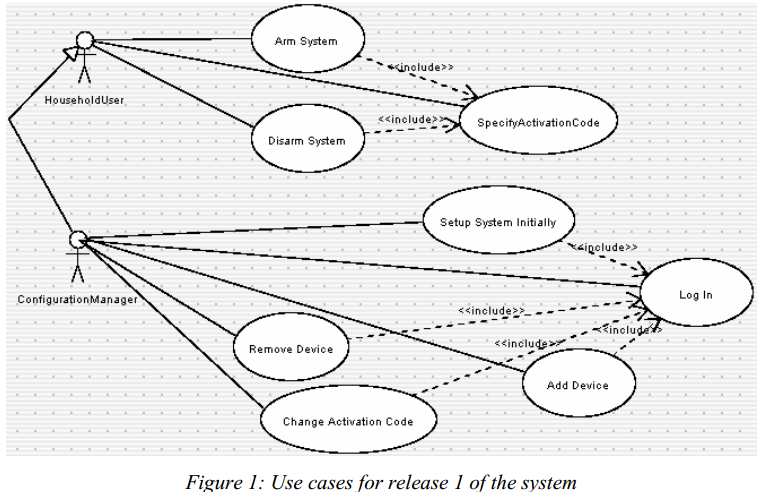 Arm System
<<include>>
HouseholdUser
<<include>>
SpecifyActivationCode
Disarm System
Setup System Initially
<<include>>
ConfigurationManager
Log In
<<include>>
<<include>>
<<include>>
Remove Device
Add Device
Change Activation Code
Figure 1: Use cases for release 1 of the system